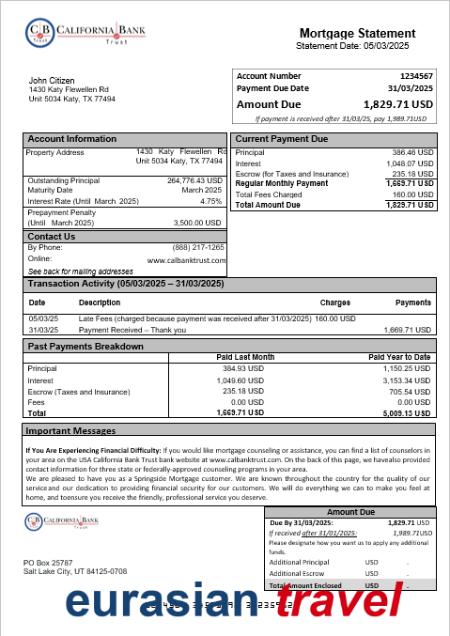 CB CALIFORNIA BANK
Trust
Mortgage Statement
Statement Date: 05/03/2025
John Citizen
1430 Katy Flewellen Rd
Unit 5034 Katy, TX 77494
Account Number 1234567
Payment Due Date 31/03/2025
Amount Due 1,829.71 USD
If payment is received after 31/03/25, pay 1,989.71USD
Account Information
Property Address 1430 Katy Flewellen Rd
Unit 5034 Katy, TX 77494
Outstanding Principal 264,776.43 USD
Maturity Date March 2025
Interest Rate (Until March 2025) 4.75%
Prepayment Penalty
(Until March 2025) 3,500.00 USD
Contact Us
By Phone: (888) 217-1265
Online: www.calbanktrust.com
See back for mailing addresses
Current Payment Due
Principal 386.46 USD
Interest 1,048.07 USD
Escrow (for Taxes and Insurance) 235.18 USD
Regular Monthly Payment 1,669.71 USD
Total Fees Charged 160.00 USD
Total Amount Due 1,829.71 USD
Transaction Activity (05/03/2025 – 31/03/2025)
Date Description Charges Payments
05/03/25 Late Fees (charged because payment was received after 31/03/2025) 160.00 USD
31/03/25 Payment Received – Thank you 1,669.71 USD
Past Payments Breakdown
Paid Last Month Paid Year to Date
Principal 384.93 USD 1,150.25 USD
Interest 1,049.60 USD 3,153.34 USD
Escrow (Taxes and Insurance) 235.18 USD 705.54 USD
Fees 0.00 USD 0.00 USD
Total 1,669.71 USD 5,009.13 USD
Important Messages
If You Are Experiencing Financial Difficulty: If you would like mortgage counseling or assistance, you can find a list of counselors in
your area on the USA California Bank Trust bank website at www.calbanktrust.com. On the back of this page, we havealso provided
contact information for three state or federally-approved counseling programs in your area.
We are pleased to have you as a Springside Mortgage customer. We are known throughout the country for the quality of our
service and our dedication to providing financial security for our customers. We will do everything we can to make you feel at
home, and toensure you receive the friendly, professional service you deserve.
CB CALIFORNIA BANK
Trust
PO Box 25787
Salt Lake City, UT 84125-0708
Amount Due
Due By 31/03/2025: 1,829.71 USD
If received after 31/01/2025: 1,989.71USD
Please designate how you want us to apply any additional
funds.
Additional Principal USD .
Additional Escrow USD .
Total Amount Enclosed USD .
eurasian-travel